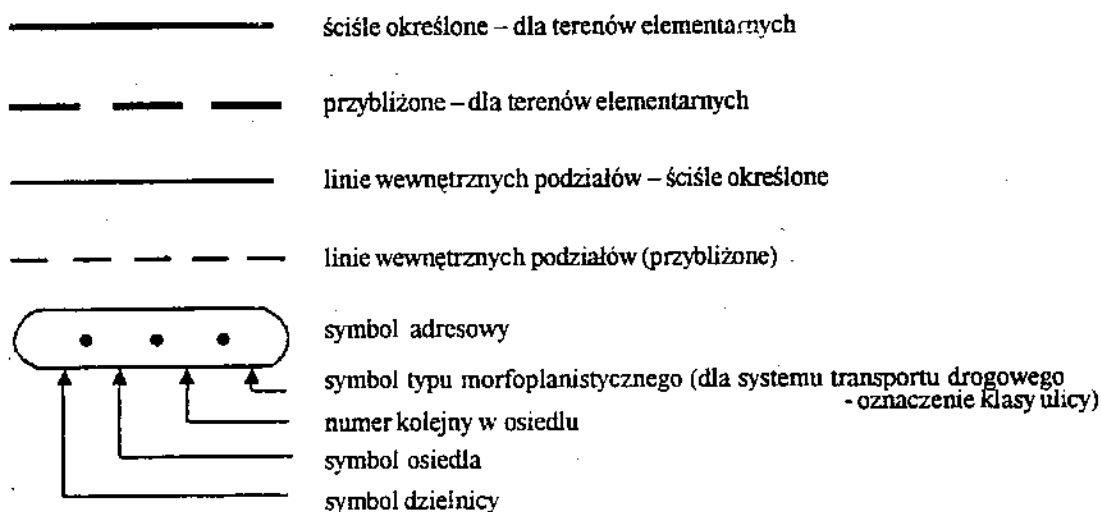 ściśle określone – dla terenów elementarnych
przybliżone – dla terenów elementarnych
linie wewnętrznych podziałów – ściśle określone
linie wewnętrznych podziałów (przybliżone)
symbol adresowy
symbol typu morfoplanistycznego (dla systemu transportu drogowego
- oznaczenie klasy ulicy)
numer kolejny w osiedlu
symbol osiedla
symbol dzielnicy